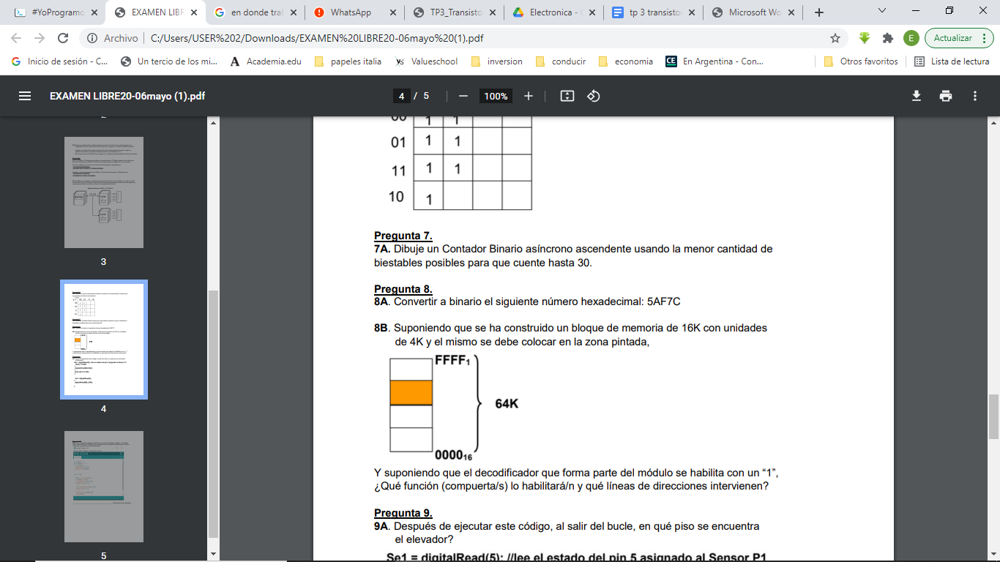 #YoProgramo
EXAMEN LIBR
en donde tra
WhatsApp
TP3_Transisto
Electronica -
tp 3 transistor
Microsoft Wo
Archivo
C:/Users/USER%202/Downloads/EXAMEN%20LIBRE20-06mayo%20(1).pdf
E
Actualizar
Inicio de sesión - C...
Un tercio de los mi...
Academia.edu
papeles italia
Valueschool
inversion
conducir
economia
En Argentina - Con...
Otros favoritos
Lista de lectura
EXAMEN LIBRE20-06mayo (1).pdf
4 / 5
100%
3
4
5
00 1 1
01 1 1
11 1 1
10 1
Pregunta 7.
7A. Dibuje un Contador Binario asíncrono ascendente usando la menor cantidad de
biestables posibles para que cuente hasta 30.
Pregunta 8.
8A. Convertir a binario el siguiente número hexadecimal: 5AF7C
8B. Suponiendo que se ha construido un bloque de memoria de 16K con unidades
de 4K y el mismo se debe colocar en la zona pintada,
FFFF1
64K
000016
Y suponiendo que el decodificador que forma parte del módulo se habilita con un “1”,
¿Qué función (compuerta/s) lo habilitará/n y qué líneas de direcciones intervienen?
Pregunta 9.
9A. Después de ejecutar este código, al salir del bucle, en qué piso se encuentra
el elevador?
Se1 = digitalRead(5); //lee el estado del pin 5 asignado al Sensor P1